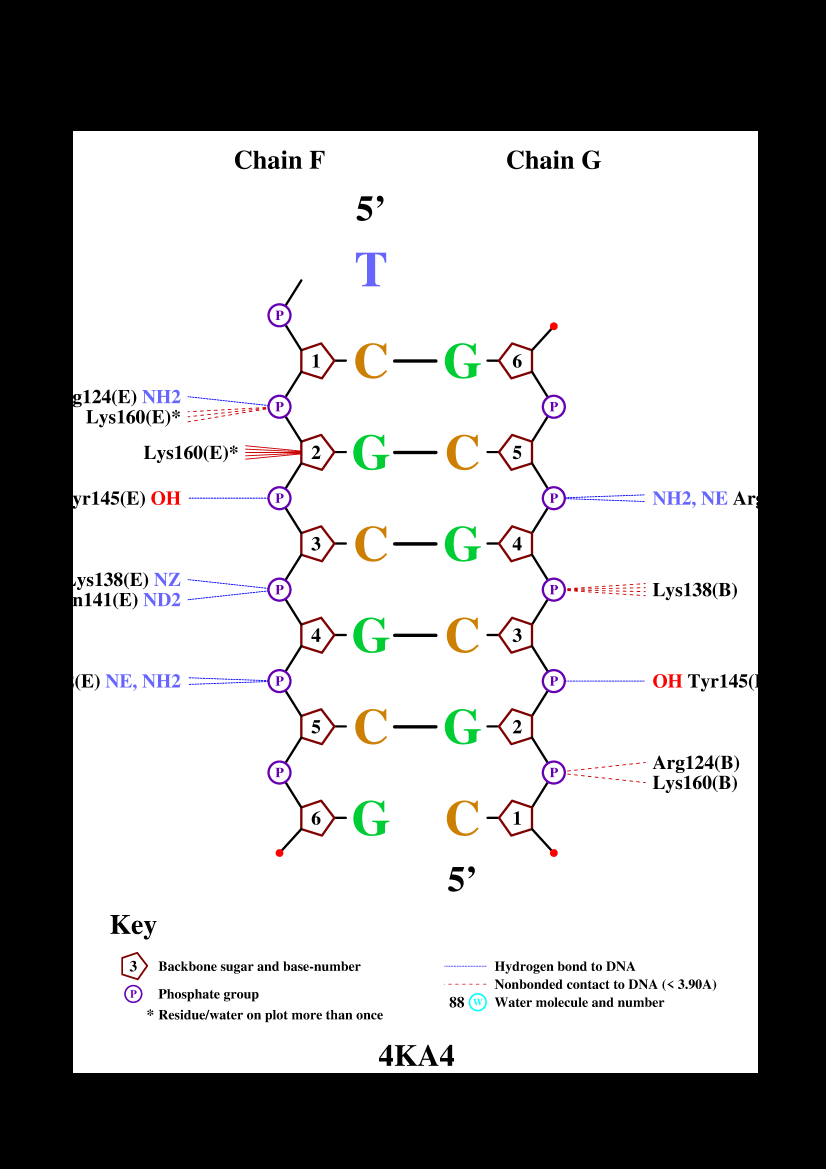 Chain F Chain G
5’
T
P
1 C G 6
g124(E) NH2 P P
Lys160(E)*
Lys160(E)* 2 G C 5
yr145(E) OH P P NH2, NE Arg
3 C G 4
Lys138(E) NZ P P Lys138(B)
n141(E) ND2
4 G C 3
(E) NE, NH2 P P OH Tyr145(
5 C G 2
P P Arg124(B)
Lys160(B)
6 G C 1
5’
Key
3 Backbone sugar and base-number
P Phosphate group
* Residue/water on plot more than once
Hydrogen bond to DNA
Nonbonded contact to DNA (< 3.90A)
88 W Water molecule and number
4KA4